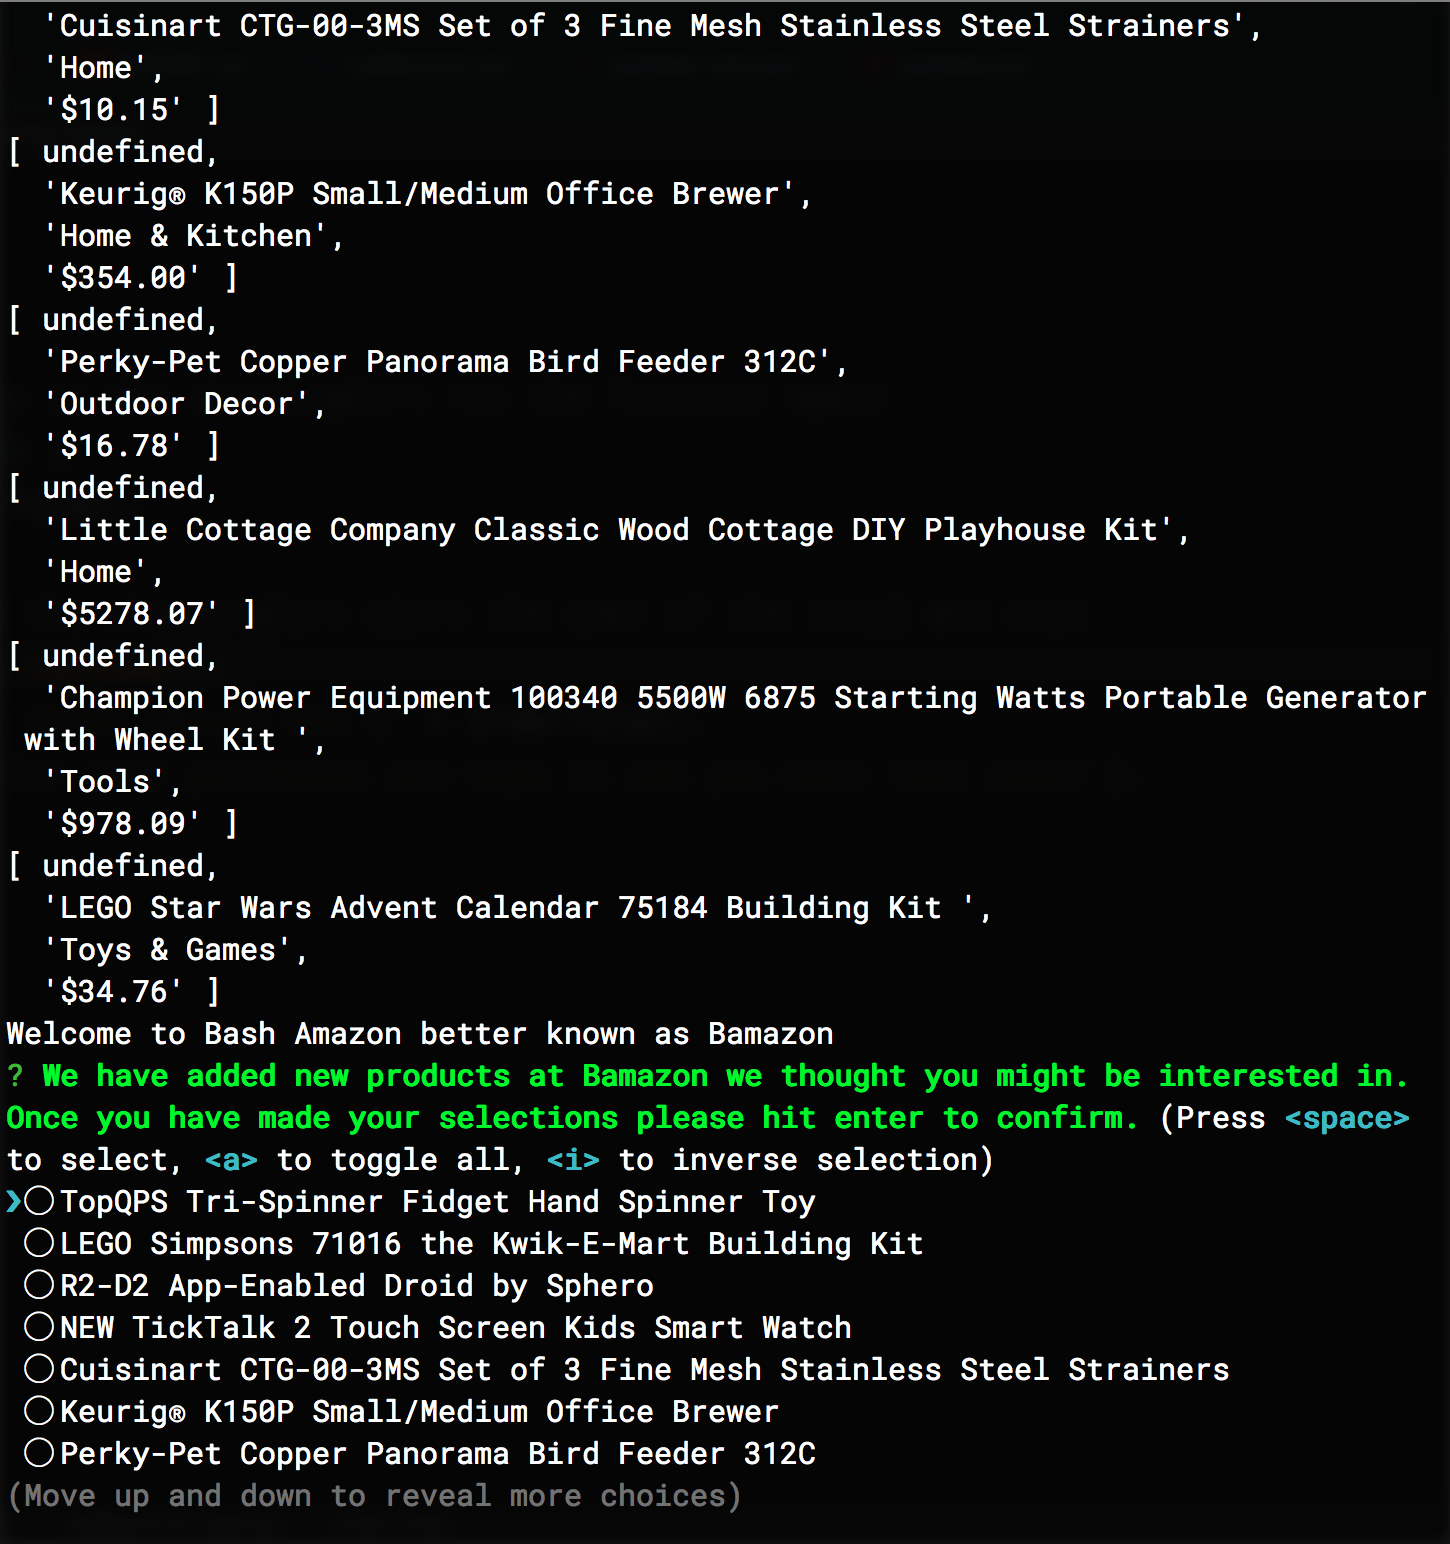 'Cuisinart CTG-00-3MS Set of 3 Fine Mesh Stainless Steel Strainers',
'Home',
'$10.15' ]
[ undefined,
'Keurig® K150P Small/Medium Office Brewer',
'Home & Kitchen',
'$354.00' ]
[ undefined,
'Perky-Pet Copper Panorama Bird Feeder 312C',
'Outdoor Decor',
'$16.78' ]
[ undefined,
'Little Cottage Company Classic Wood Cottage DIY Playhouse Kit',
'Home',
'$5278.07' ]
[ undefined,
'Champion Power Equipment 100340 5500W 6875 Starting Watts Portable Generator
with Wheel Kit ',
'Tools',
'$978.09' ]
[ undefined,
'LEGO Star Wars Advent Calendar 75184 Building Kit ',
'Toys & Games',
'$34.76' ]
Welcome to Bash Amazon better known as Bamazon
? We have added new products at Bamazon we thought you might be interested in.
Once you have made your selections please hit enter to confirm. (Press <space>
to select, <a> to toggle all, <i> to inverse selection)
❯◯TopQPS Tri-Spinner Fidget Hand Spinner Toy
◯LEGO Simpsons 71016 the Kwik-E-Mart Building Kit
◯R2-D2 App-Enabled Droid by Sphero
◯NEW TickTalk 2 Touch Screen Kids Smart Watch
◯Cuisinart CTG-00-3MS Set of 3 Fine Mesh Stainless Steel Strainers
◯Keurig® K150P Small/Medium Office Brewer
◯Perky-Pet Copper Panorama Bird Feeder 312C
(Move up and down to reveal more choices)